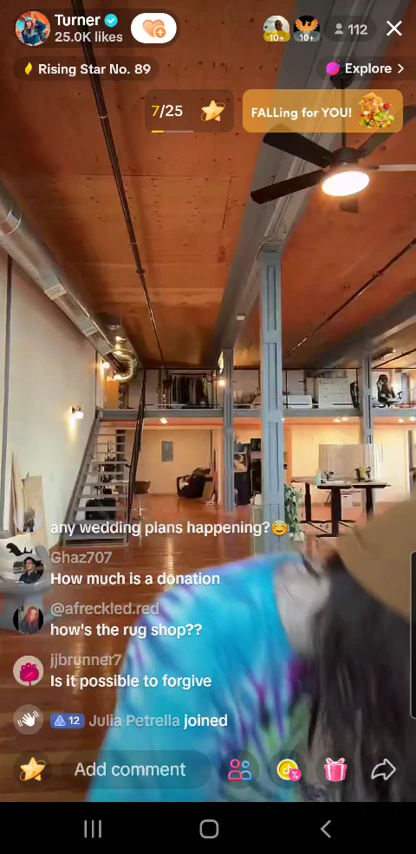 Turner
25.0K likes
10+
10+
112
Rising Star No. 89
Explore >
7/25
FALLing for YOU!
any wedding plans happening?😅
Ghaz707
How much is a donation
@afreckled.red
how's the rug shop??
jjbrunner7
Is it possible to forgive
12 Julia Petrella joined
Add comment